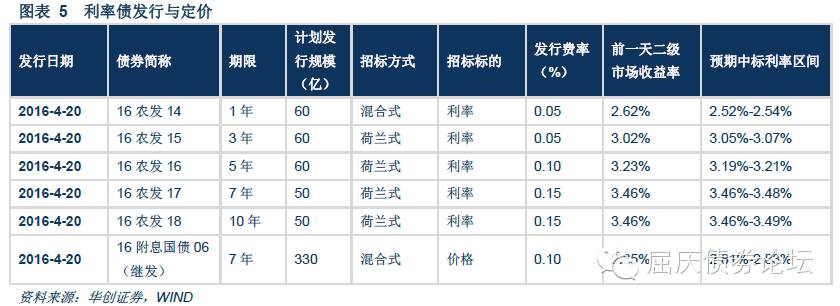 图表 5 利率债发行与定价
发行日期 债券简称 期限 计划发行规模(亿) 招标方式 招标标的 发行费率(%) 前一天二级市场收益率 预期中标利率区间
2016-4-20 16 农发 14 1 年 60 混合式 利率 0.05 2.62% 2.52%-2.54%
2016-4-20 16 农发 15 3 年 60 荷兰式 利率 0.05 3.02% 3.05%-3.07%
2016-4-20 16 农发 16 5 年 60 荷兰式 利率 0.10 3.23% 3.19%-3.21%
2016-4-20 16 农发 17 7 年 50 荷兰式 利率 0.15 3.46% 3.46%-3.48%
2016-4-20 16 农发 18 10 年 50 荷兰式 利率 0.15 3.46% 3.46%-3.49%
2016-4-20 16 附息国债 06(继发) 7 年 330 混合式 价格 0.10
屈庆债券论坛
资料来源:华创证券,WIND